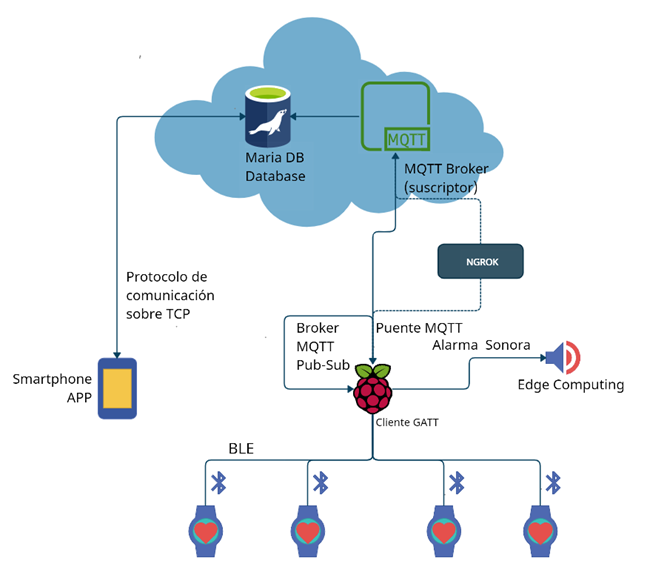 MQTT
Maria DB
Database
MQTT Broker
(suscriptor)
NGROK
Protocolo de
comunicación
sobre TCP
Broker
MQTT
Pub-Sub
Puente MQTT
Alarma Sonora
Smartphone
APP
Edge Computing
Cliente GATT
BLE